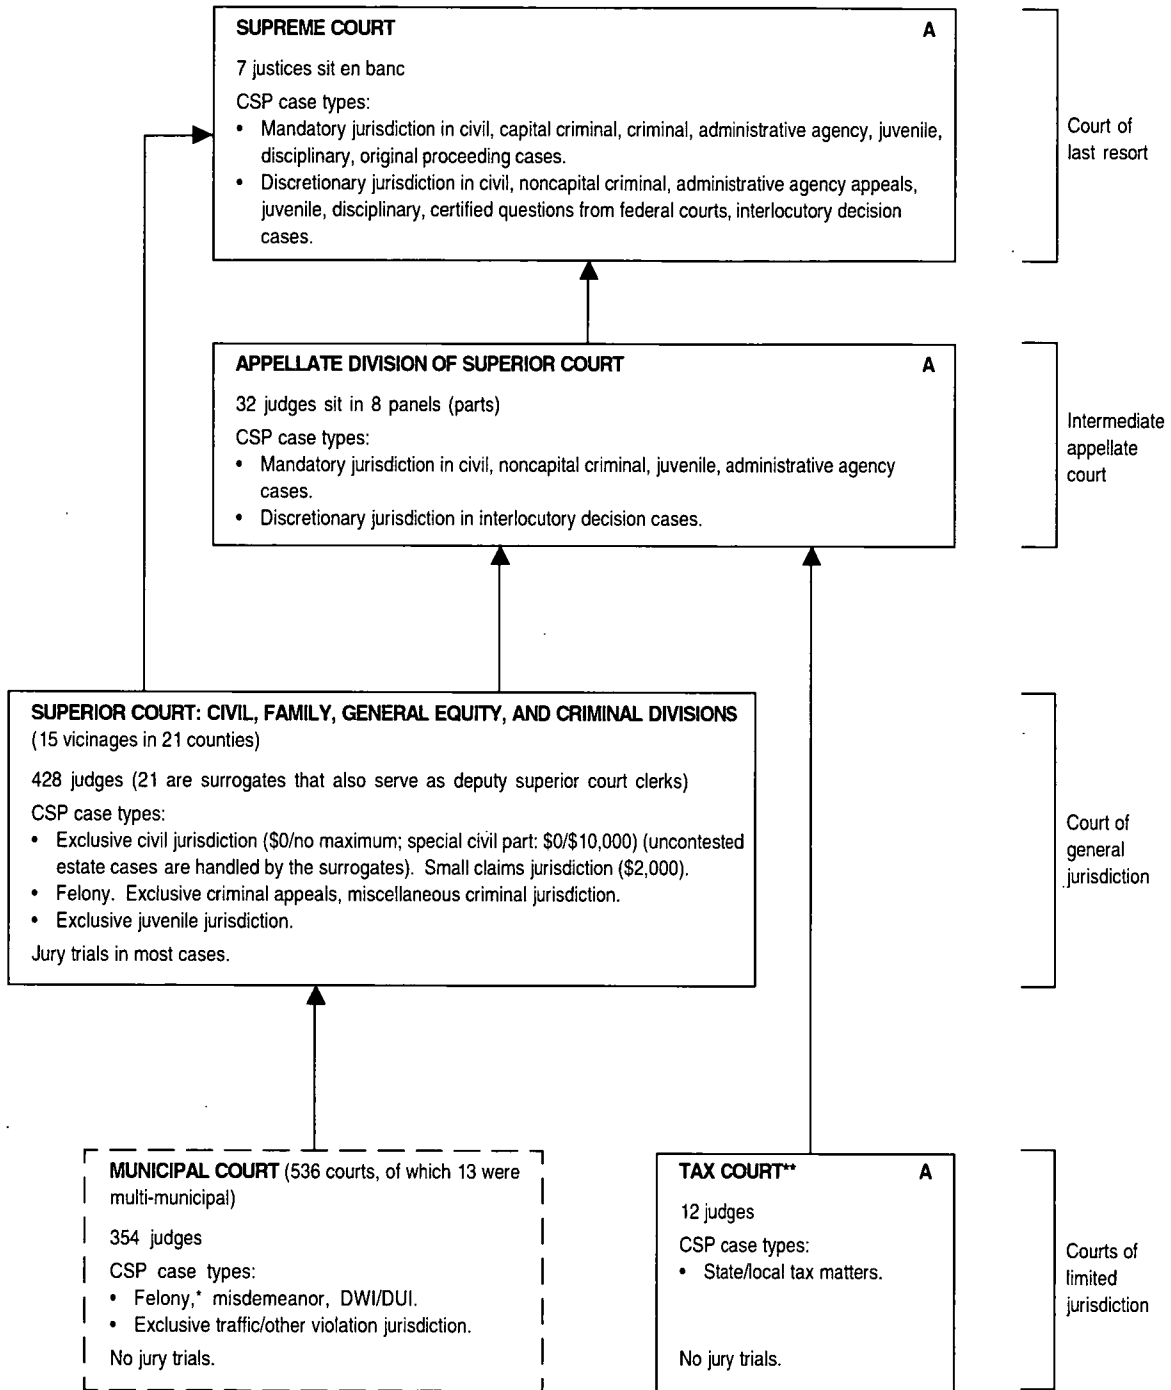 SUPREME COURT A
7 justices sit en banc
CSP case types:
• Mandatory jurisdiction in civil, capital criminal, criminal, administrative agency, juvenile,
disciplinary, original proceeding cases.
• Discretionary jurisdiction in civil, noncapital criminal, administrative agency appeals,
juvenile, disciplinary, certified questions from federal courts, interlocutory decision
cases.
Court of
last resort
APPELLATE DIVISION OF SUPERIOR COURT A
32 judges sit in 8 panels (parts)
CSP case types:
• Mandatory jurisdiction in civil, noncapital criminal, juvenile, administrative agency
cases.
• Discretionary jurisdiction in interlocutory decision cases.
Intermediate
appellate
court
SUPERIOR COURT: CIVIL, FAMILY, GENERAL EQUITY, AND CRIMINAL DIVISIONS
(15 vicinages in 21 counties)
428 judges (21 are surrogates that also serve as deputy superior court clerks)
CSP case types:
• Exclusive civil jurisdiction ($0/no maximum; special civil part: $0/$10,000) (uncontested
estate cases are handled by the surrogates). Small claims jurisdiction ($2,000).
• Felony. Exclusive criminal appeals, miscellaneous criminal jurisdiction.
• Exclusive juvenile jurisdiction.
Jury trials in most cases.
Court of
general
jurisdiction
MUNICIPAL COURT (536 courts, of which 13 were
multi-municipal)
354 judges
CSP case types:
• Felony,* misdemeanor, DWI/DUI.
• Exclusive traffic/other violation jurisdiction.
No jury trials.
TAX COURT** A
12 judges
CSP case types:
• State/local tax matters.
No jury trials.
Courts of
limited
jurisdiction